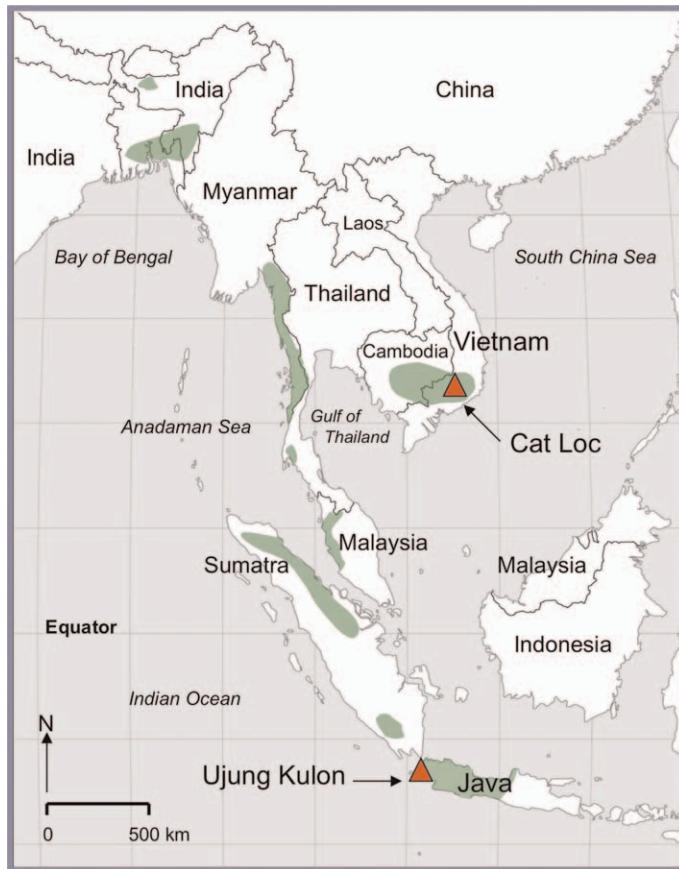 India
China
India
Myanmar
Laos
Bay of Bengal
South China Sea
Thailand
Cambodia
Vietnam
Anadaman Sea
Gulf of
Thailand
Cat Loc
Malaysia
Sumatra
Malaysia
Equator
Indonesia
Indian Ocean
N
Ujung Kulon
Java
0 500 km